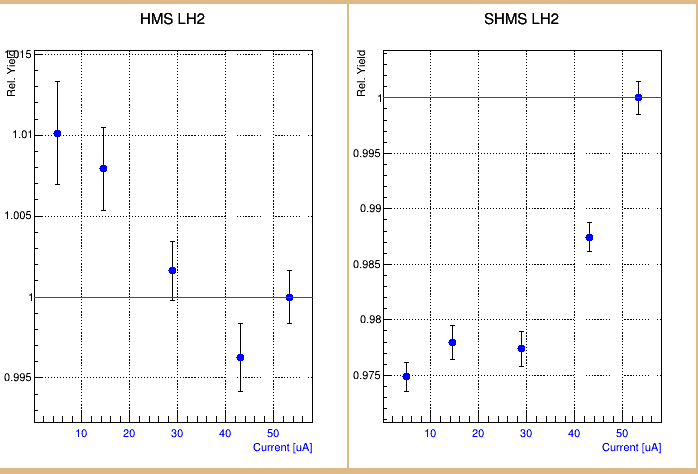 HMS LH2
Rel. Yield
1.015
1.01
1.005
1
0.995
10 20 30 40 50
Current [uA]
SHMS LH2
Rel. Yield
1
0.995
0.99
0.985
0.98
0.975
10 20 30 40 50
Current [uA]